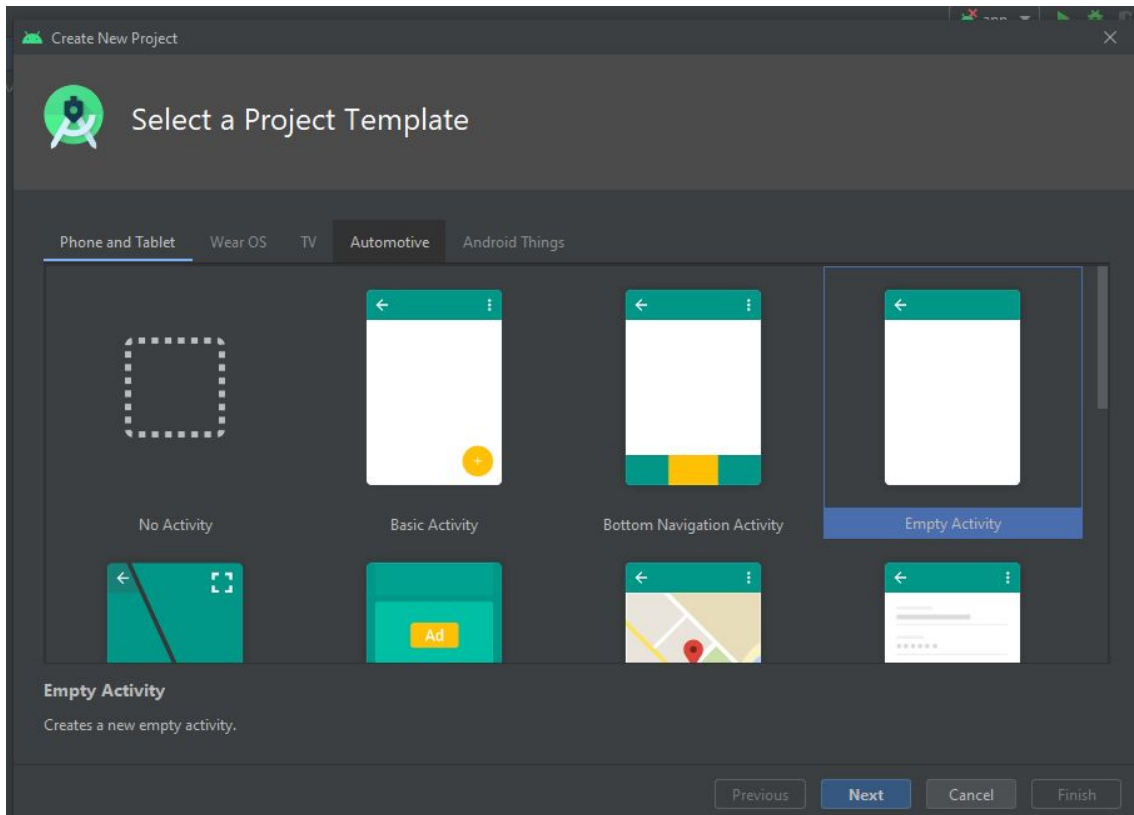 app
Create New Project
Select a Project Template
Phone and Tablet Wear OS TV Automotive Android Things
No Activity Basic Activity Bottom Navigation Activity Empty Activity
Ad
Empty Activity
Creates a new empty activity.
Previous Next Cancel Finish